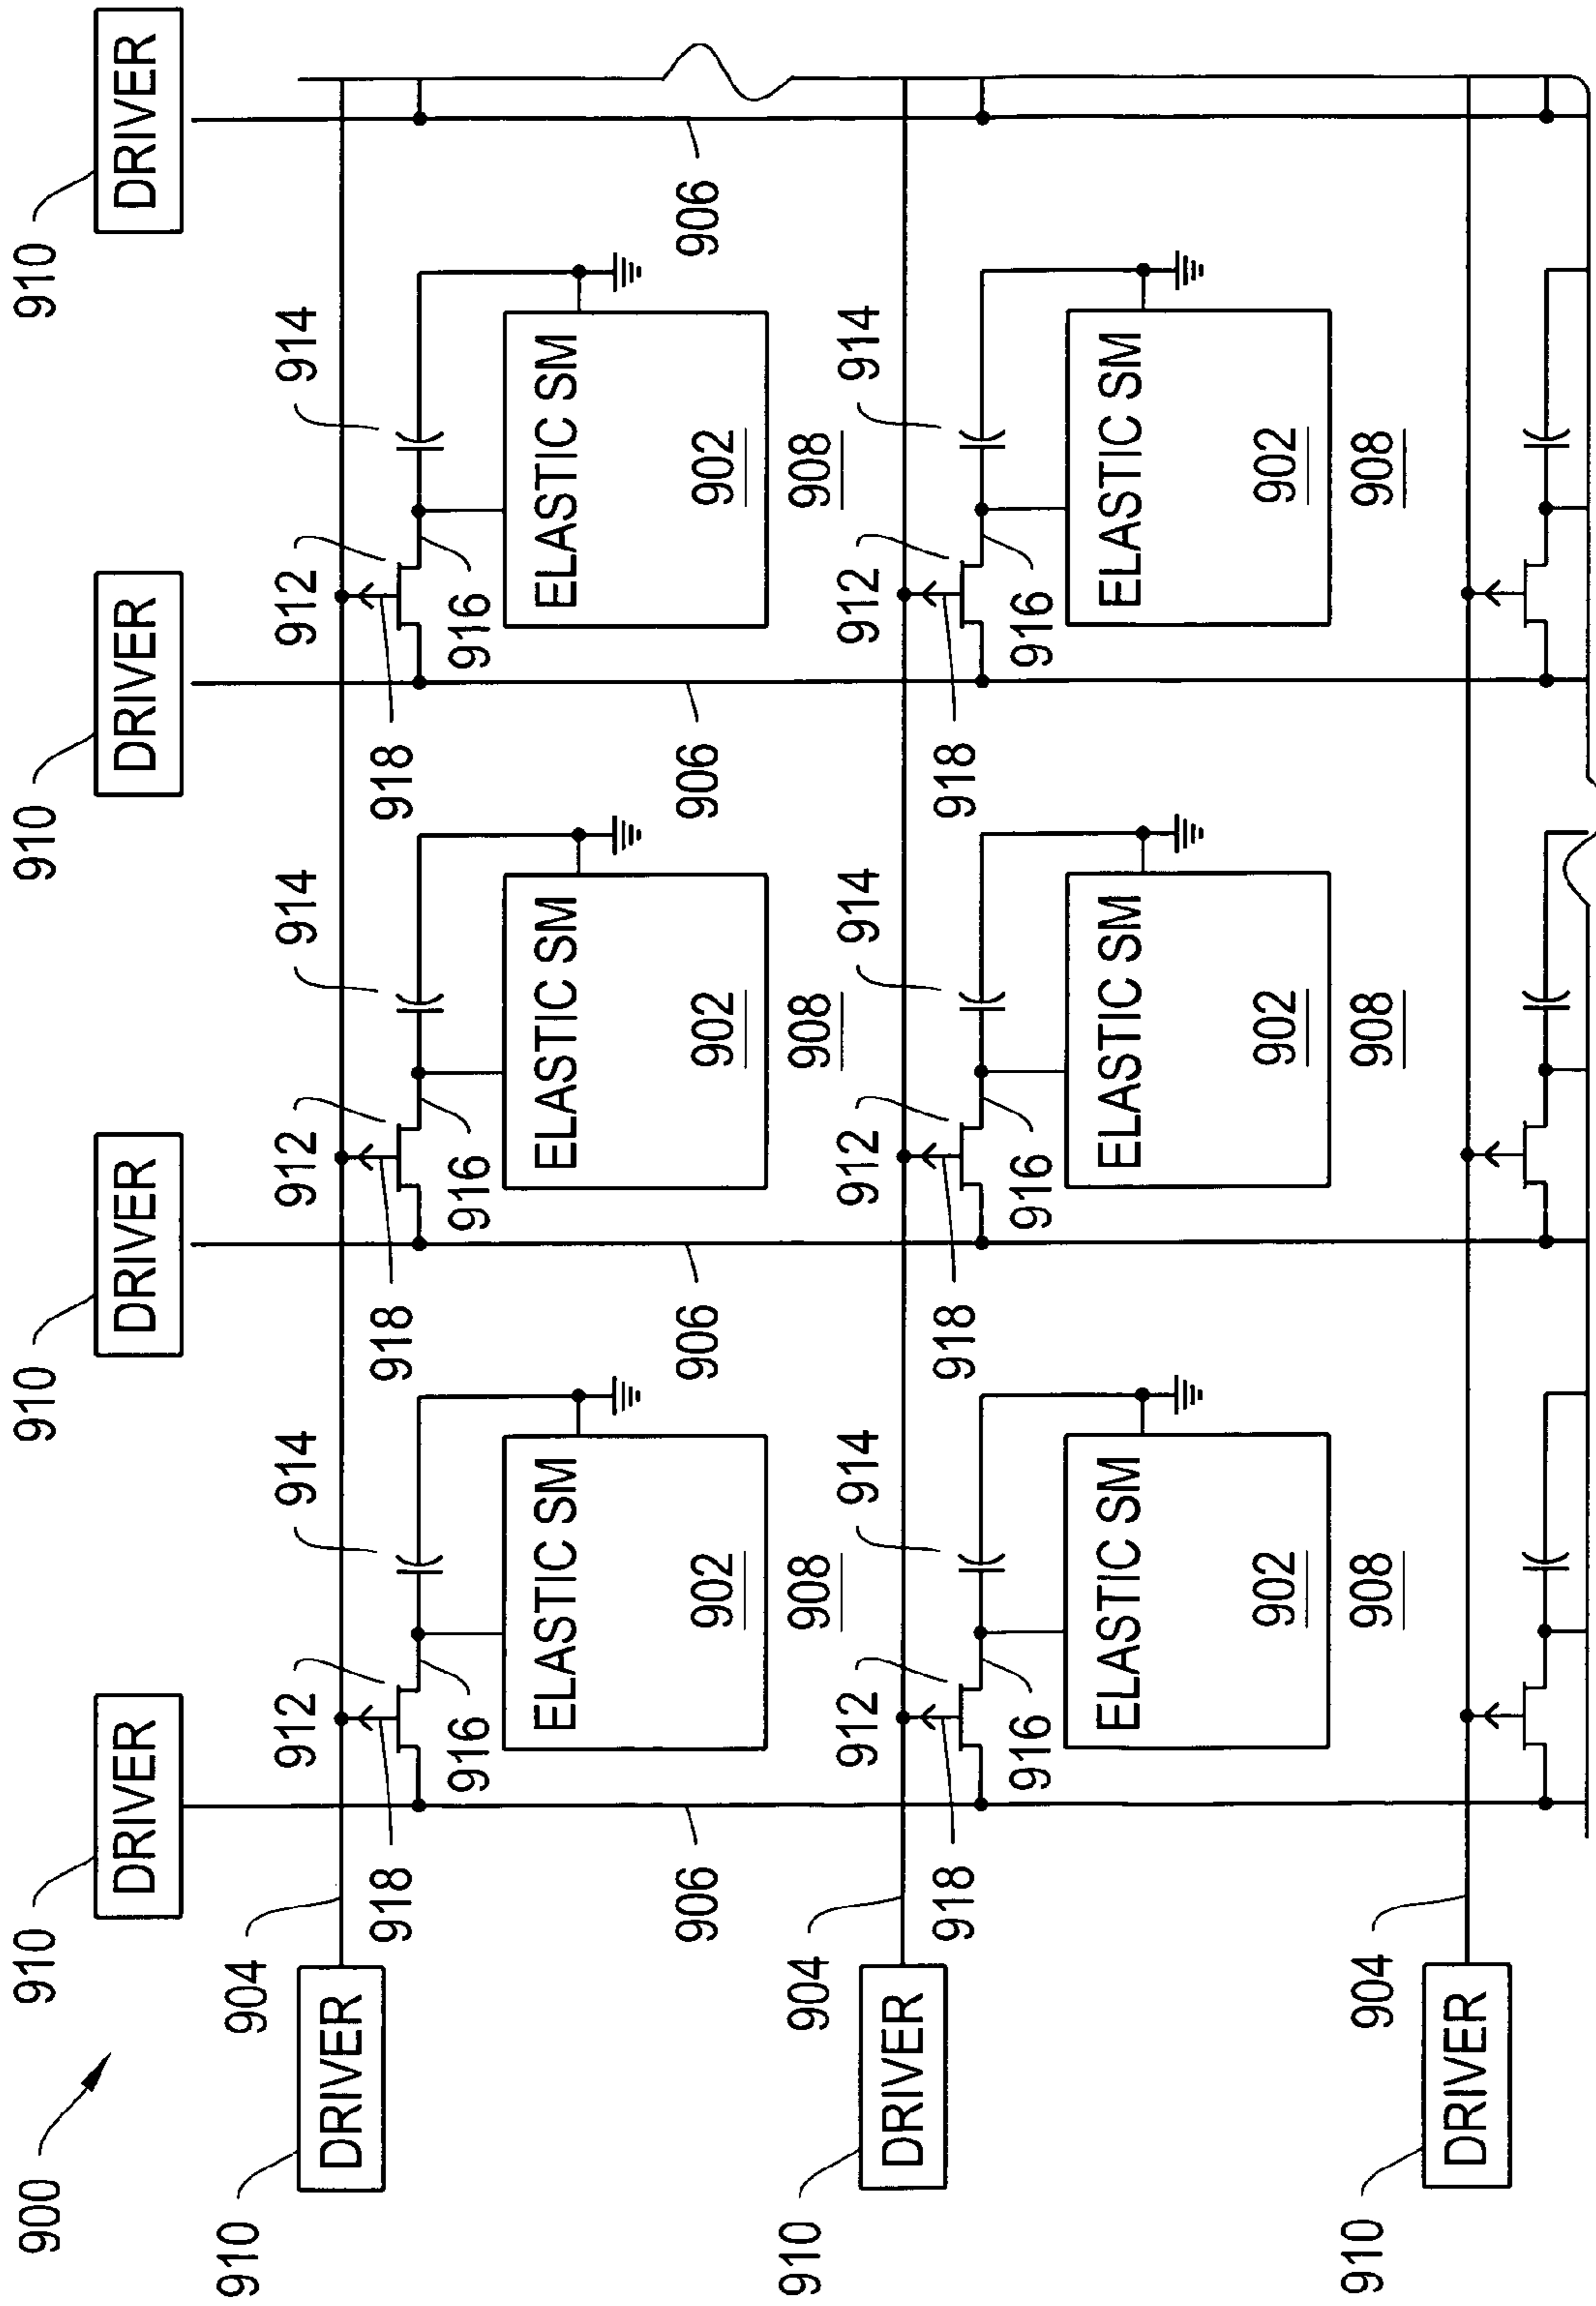 900
910 910 910 910
DRIVER DRIVER DRIVER DRIVER
910 904
912 914 912 914 912 914
DRIVER
918 918 918
916 916 916
ELASTIC SM ELASTIC SM ELASTIC SM
906 906 906 906
902 902 902
908 908 908
910 904
912 914 912 914 912 914
DRIVER
918 918 918
916 916 916
ELASTIC SM ELASTIC SM ELASTIC SM
902 902 902
908 908 908
910 904
DRIVER